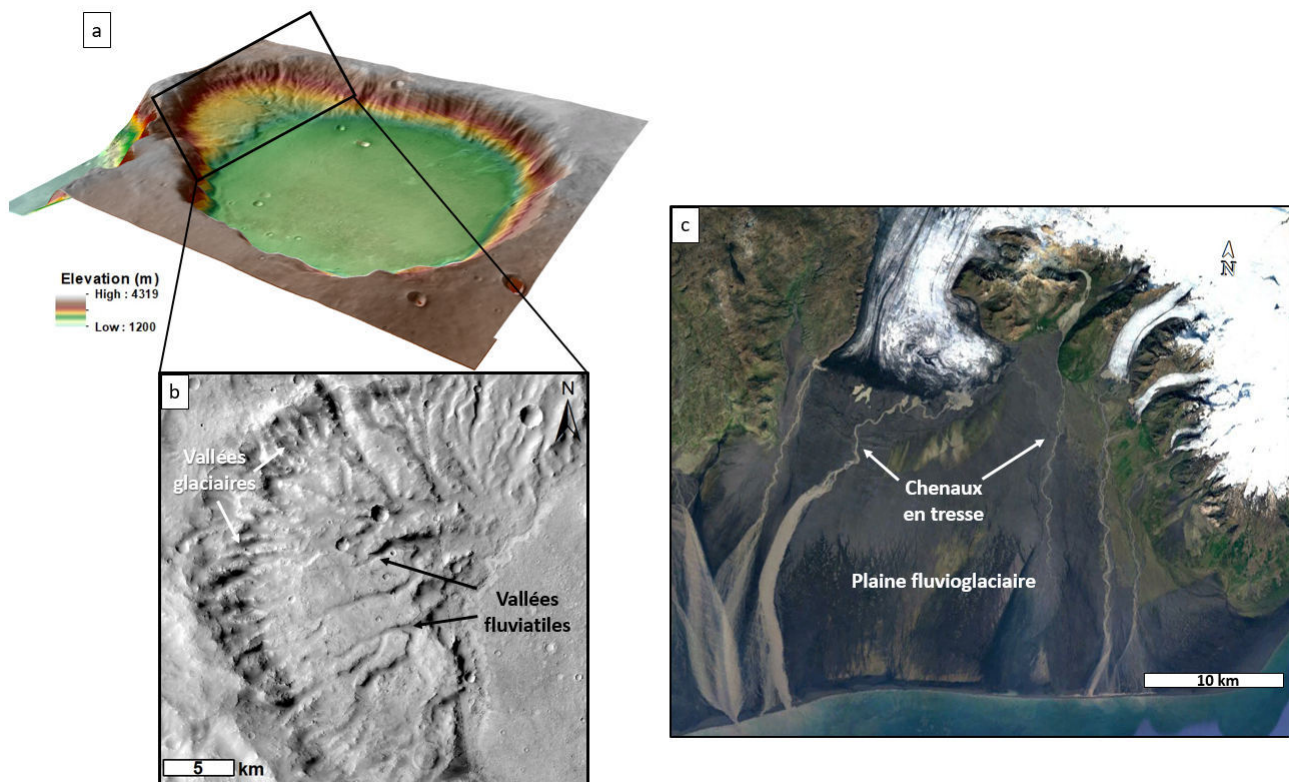 a
Elevation (m)
High : 4319
Low : 1200
b
N
Vallées
glaciaires
Vallées
fluviatiles
5 km
c
N
Chenaux
en tresse
Plaine fluvioglaciaire
10 km